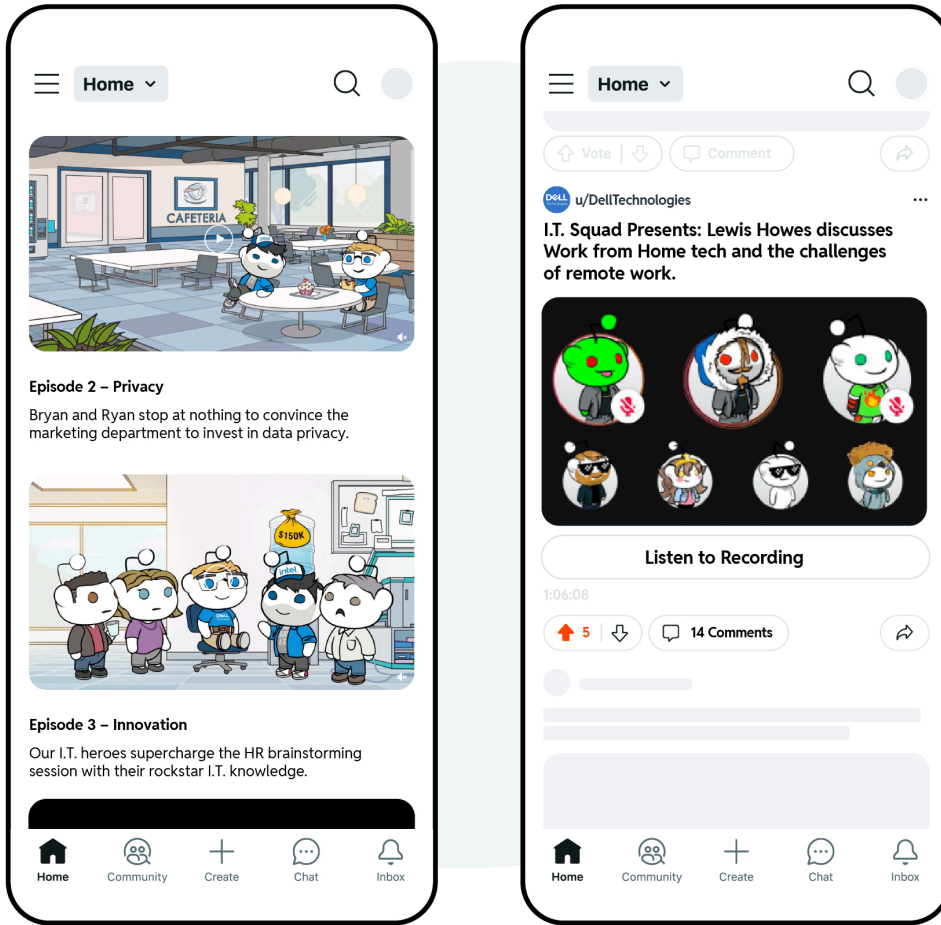 Home
CAFETERIA
intel
Episode 2 – Privacy
Bryan and Ryan stop at nothing to convince the
marketing department to invest in data privacy.
$150K
intel
DELL
Episode 3 – Innovation
Our I.T. heroes supercharge the HR brainstorming
session with their rockstar I.T. knowledge.
Home
Community
Create
Chat
Inbox
Home
Vote
Comment
DELL
u/DellTechnologies
I.T. Squad Presents: Lewis Howes discusses
Work from Home tech and the challenges
of remote work.
Listen to Recording
1:06:08
5
14 Comments
Home
Community
Create
Chat
Inbox